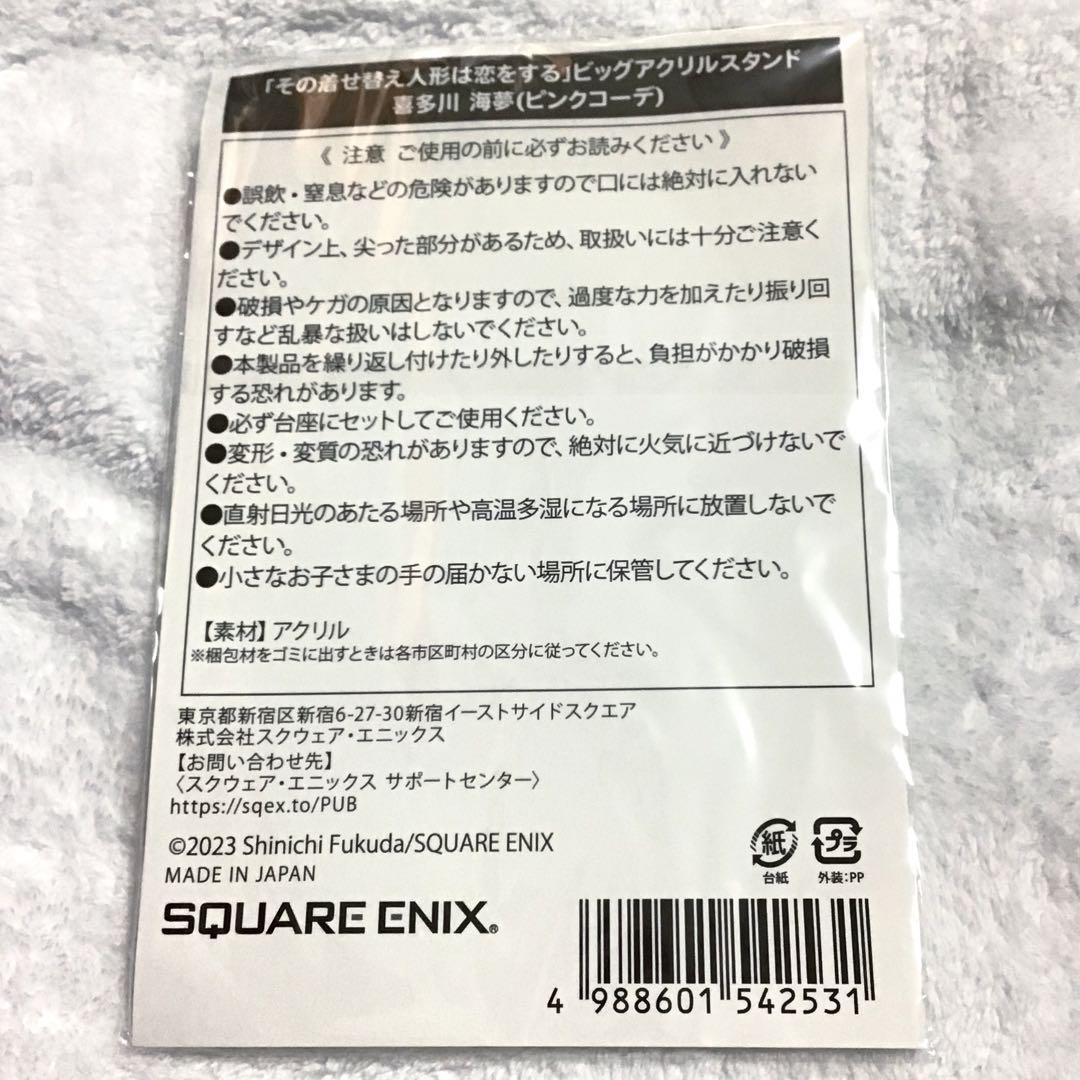 「その着せ替え人形は恋をする」ビッグアクリルスタンド
喜多川 海夢(ピンクコーデ)
《 注意 ご使用の前に必ずお読みください 》
●誤飲・窒息などの危険がありますので口には絶対に入れない
でください。
●デザイン上、尖った部分があるため、取扱いには十分ご注意く
ださい。
●破損やケガの原因となりますので、過度な力を加えたり振り回
すなど乱暴な扱いはしないでください。
●本製品を繰り返し付けたり外したりすると、負担がかかり破損
する恐れがあります。
●必ず台座にセットしてご使用ください。
●変形・変質の恐れがありますので、絶対に火気に近づけないで
ください。
●直射日光のあたる場所や高温多湿になる場所に放置しないで
ください。
●小さなお子さまの手の届かない場所に保管してください。
【素材】アクリル
※梱包材をゴミに出すときは各市区町村の区分に従ってください。
東京都新宿区新宿6-27-30新宿イーストサイドスクエア
株式会社スクウェア・エニックス
【お問い合わせ先】
〈スクウェア・エニックス サポートセンター〉
https://sqex.to/PUB
©2023 Shinichi Fukuda/SQUARE ENIX
MADE IN JAPAN
紙 プラ
台紙 外装:PP
SQUARE ENIX®
4 988601 542531